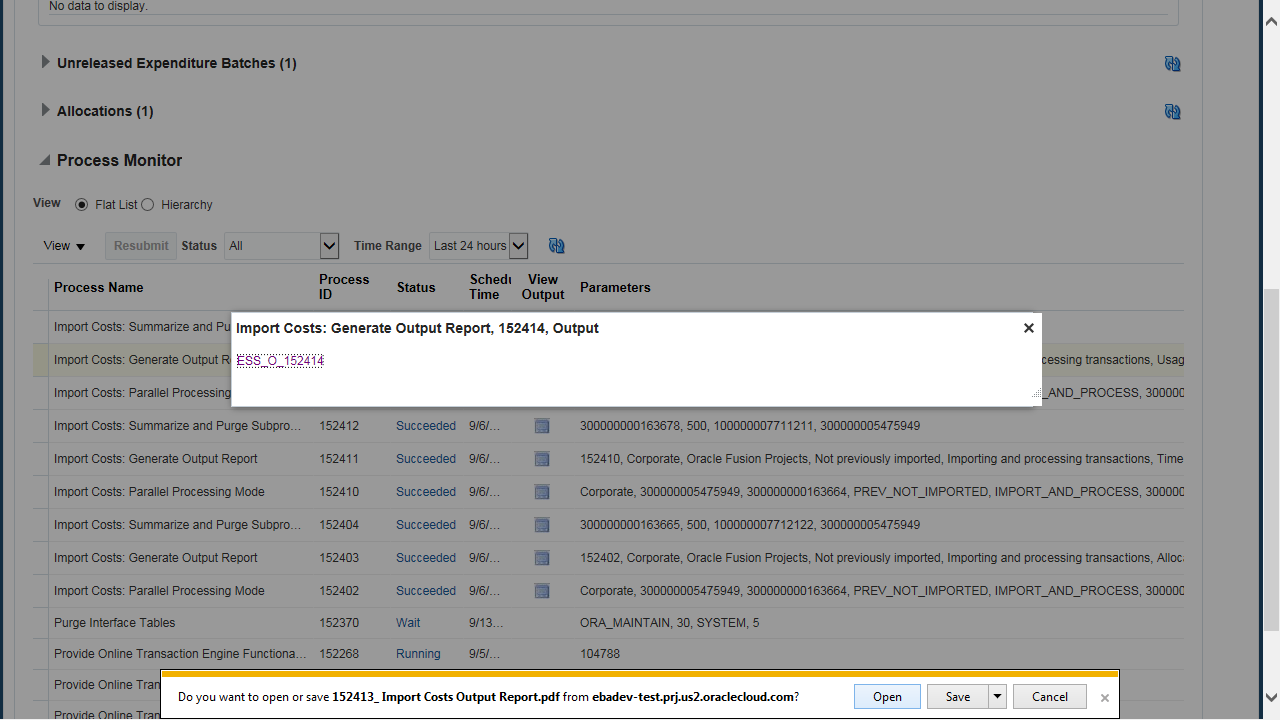 No data to display.
Unreleased Expenditure Batches (1)
Allocations (1)
Process Monitor
View Flat List Hierarchy
View Resubmit Status All Time Range Last 24 hours
Process Name Process ID Status Schedu Time View Output Parameters
Import Costs: Summarize and Pu
Import Costs: Generate Output Report, 152414, Output
Import Costs: Generate Output R cessing transactions, Usag
ESS_O_152414
Import Costs: Parallel Processing _AND_PROCESS, 300000
Import Costs: Summarize and Purge Subpro... 152412 Succeeded 9/6/... 300000000163678, 500, 100000007711211, 300000005475949
Import Costs: Generate Output Report 152411 Succeeded 9/6/... 152410, Corporate, Oracle Fusion Projects, Not previously imported, Importing and processing transactions, Time
Import Costs: Parallel Processing Mode 152410 Succeeded 9/6/... Corporate, 300000005475949, 300000000163664, PREV_NOT_IMPORTED, IMPORT_AND_PROCESS, 300000
Import Costs: Summarize and Purge Subpro... 152404 Succeeded 9/6/... 300000000163665, 500, 100000007712122, 300000005475949
Import Costs: Generate Output Report 152403 Succeeded 9/6/... 152402, Corporate, Oracle Fusion Projects, Not previously imported, Importing and processing transactions, Alloc
Import Costs: Parallel Processing Mode 152402 Succeeded 9/6/... Corporate, 300000005475949, 300000000163664, PREV_NOT_IMPORTED, IMPORT_AND_PROCESS, 300000
Purge Interface Tables 152370 Wait 9/13... ORA_MAINTAIN, 30, SYSTEM, 5
Provide Online Transaction Engine Functiona... 152268 Running 9/5/... 104788
Provide Online Tran
Do you want to open or save 152413_ Import Costs Output Report.pdf from ebadev-test.prj.us2.oraclecloud.com? Open Save Cancel